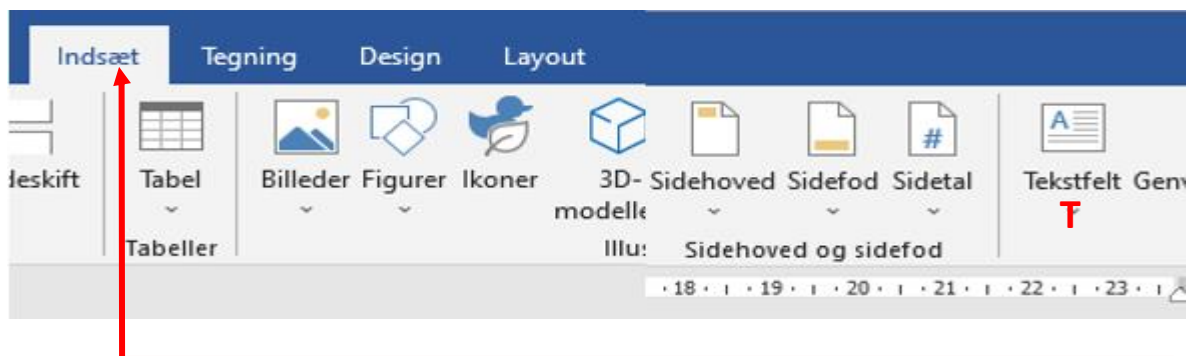 Indsæt Tegning Design Layout
deskift Tabel Billeder Figurer Ikoner 3D- Sidehoved Sidefod Sidetal Tekstfelt Genv
modelle
T
Tabeller Illus Sidehoved og sidefod
18 19 20 21 22 23